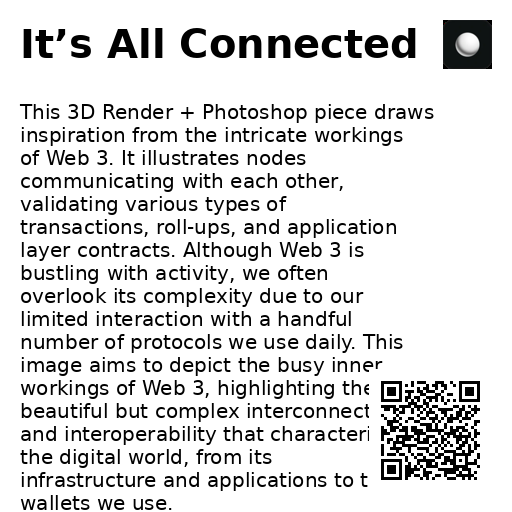 It’s All Connected
This 3D Render + Photoshop piece draws
inspiration from the intricate workings
of Web 3. It illustrates nodes
communicating with each other,
validating various types of
transactions, roll-ups, and application
layer contracts. Although Web 3 is
bustling with activity, we often
overlook its complexity due to our
limited interaction with a handful
number of protocols we use daily. This
image aims to depict the busy inner
workings of Web 3, highlighting the
beautiful but complex interconnect
and interoperability that characteri
the digital world, from its
infrastructure and applications to t
wallets we use.